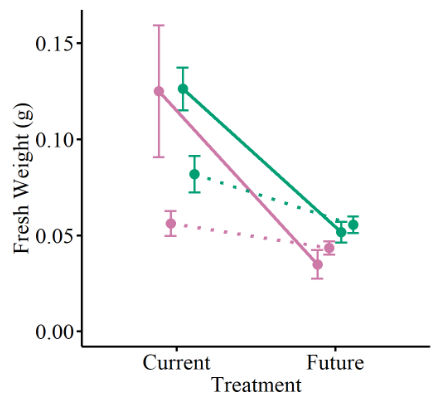 Fresh Weight (g)
0.15
0.10
0.05
0.00
Current Future
Treatment